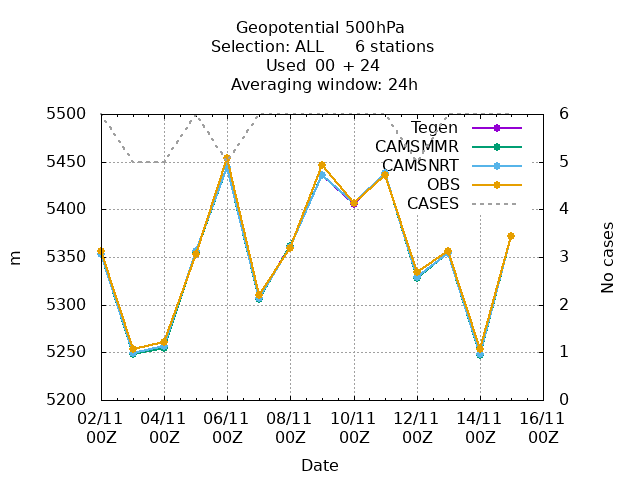 Geopotential 500hPa
Selection: ALL 6 stations
Used 00 + 24
Averaging window: 24h
5500
5450
5400
5350
5300
5250
5200
m
6
5
4
3
2
1
0
No cases
Tegen
CAMSMMR
CAMSNRT
OBS
CASES
02/11 04/11 06/11 08/11 10/11 12/11 14/11 16/11
00Z 00Z 00Z 00Z 00Z 00Z 00Z 00Z
Date